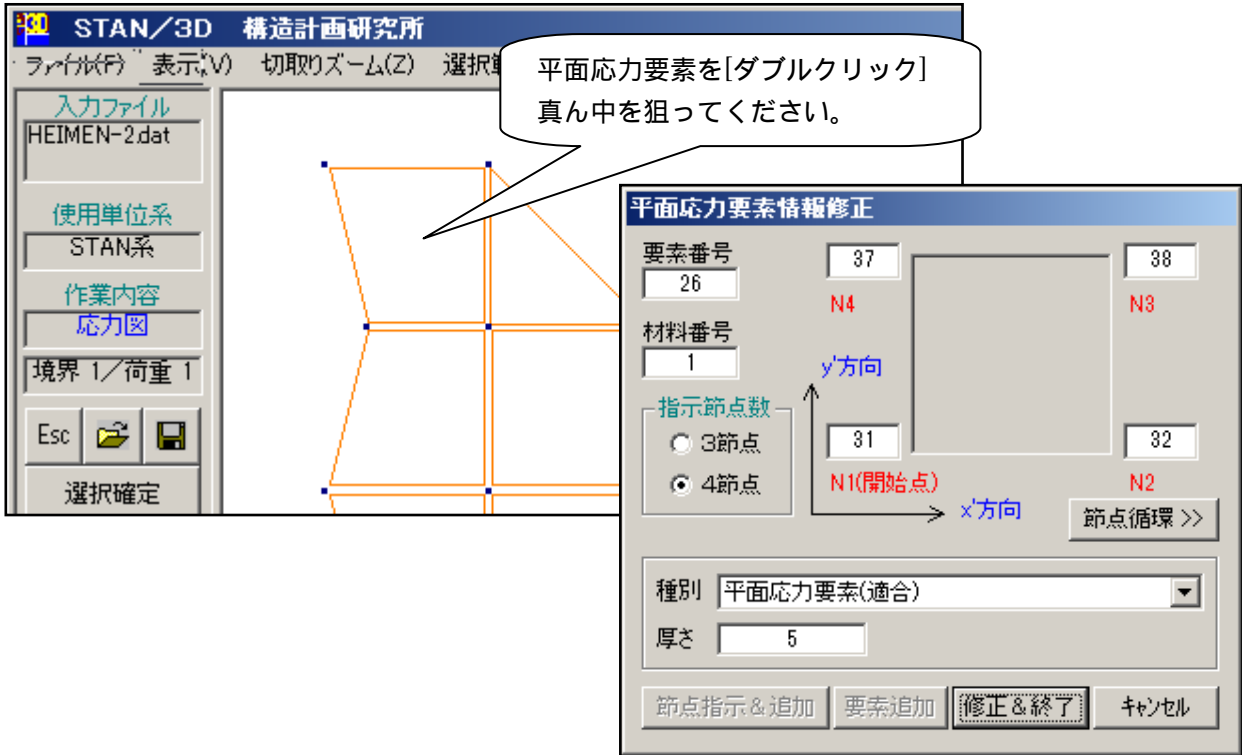 STAN/3D 構造計画研究所
表示(V) 切取りズーム(Z)
入力ファイル
HEIMEN-2.dat
使用単位系
STAN系
作業内容
応力図
境界 1/荷重 1
Esc
選択確定
平面応力要素を[ダブルクリック]
真ん中を狙ってください。
平面応力要素情報修正
要素番号
26
材料番号
1
指示節点数
3節点
4節点
37
N4
38
N3
y'方向
31
N1(開始点)
32
N2
x'方向
節点循環 >>
種別 平面応力要素(適合)
厚さ 5
節点指示&追加 要素追加 修正&終了 キャンセル